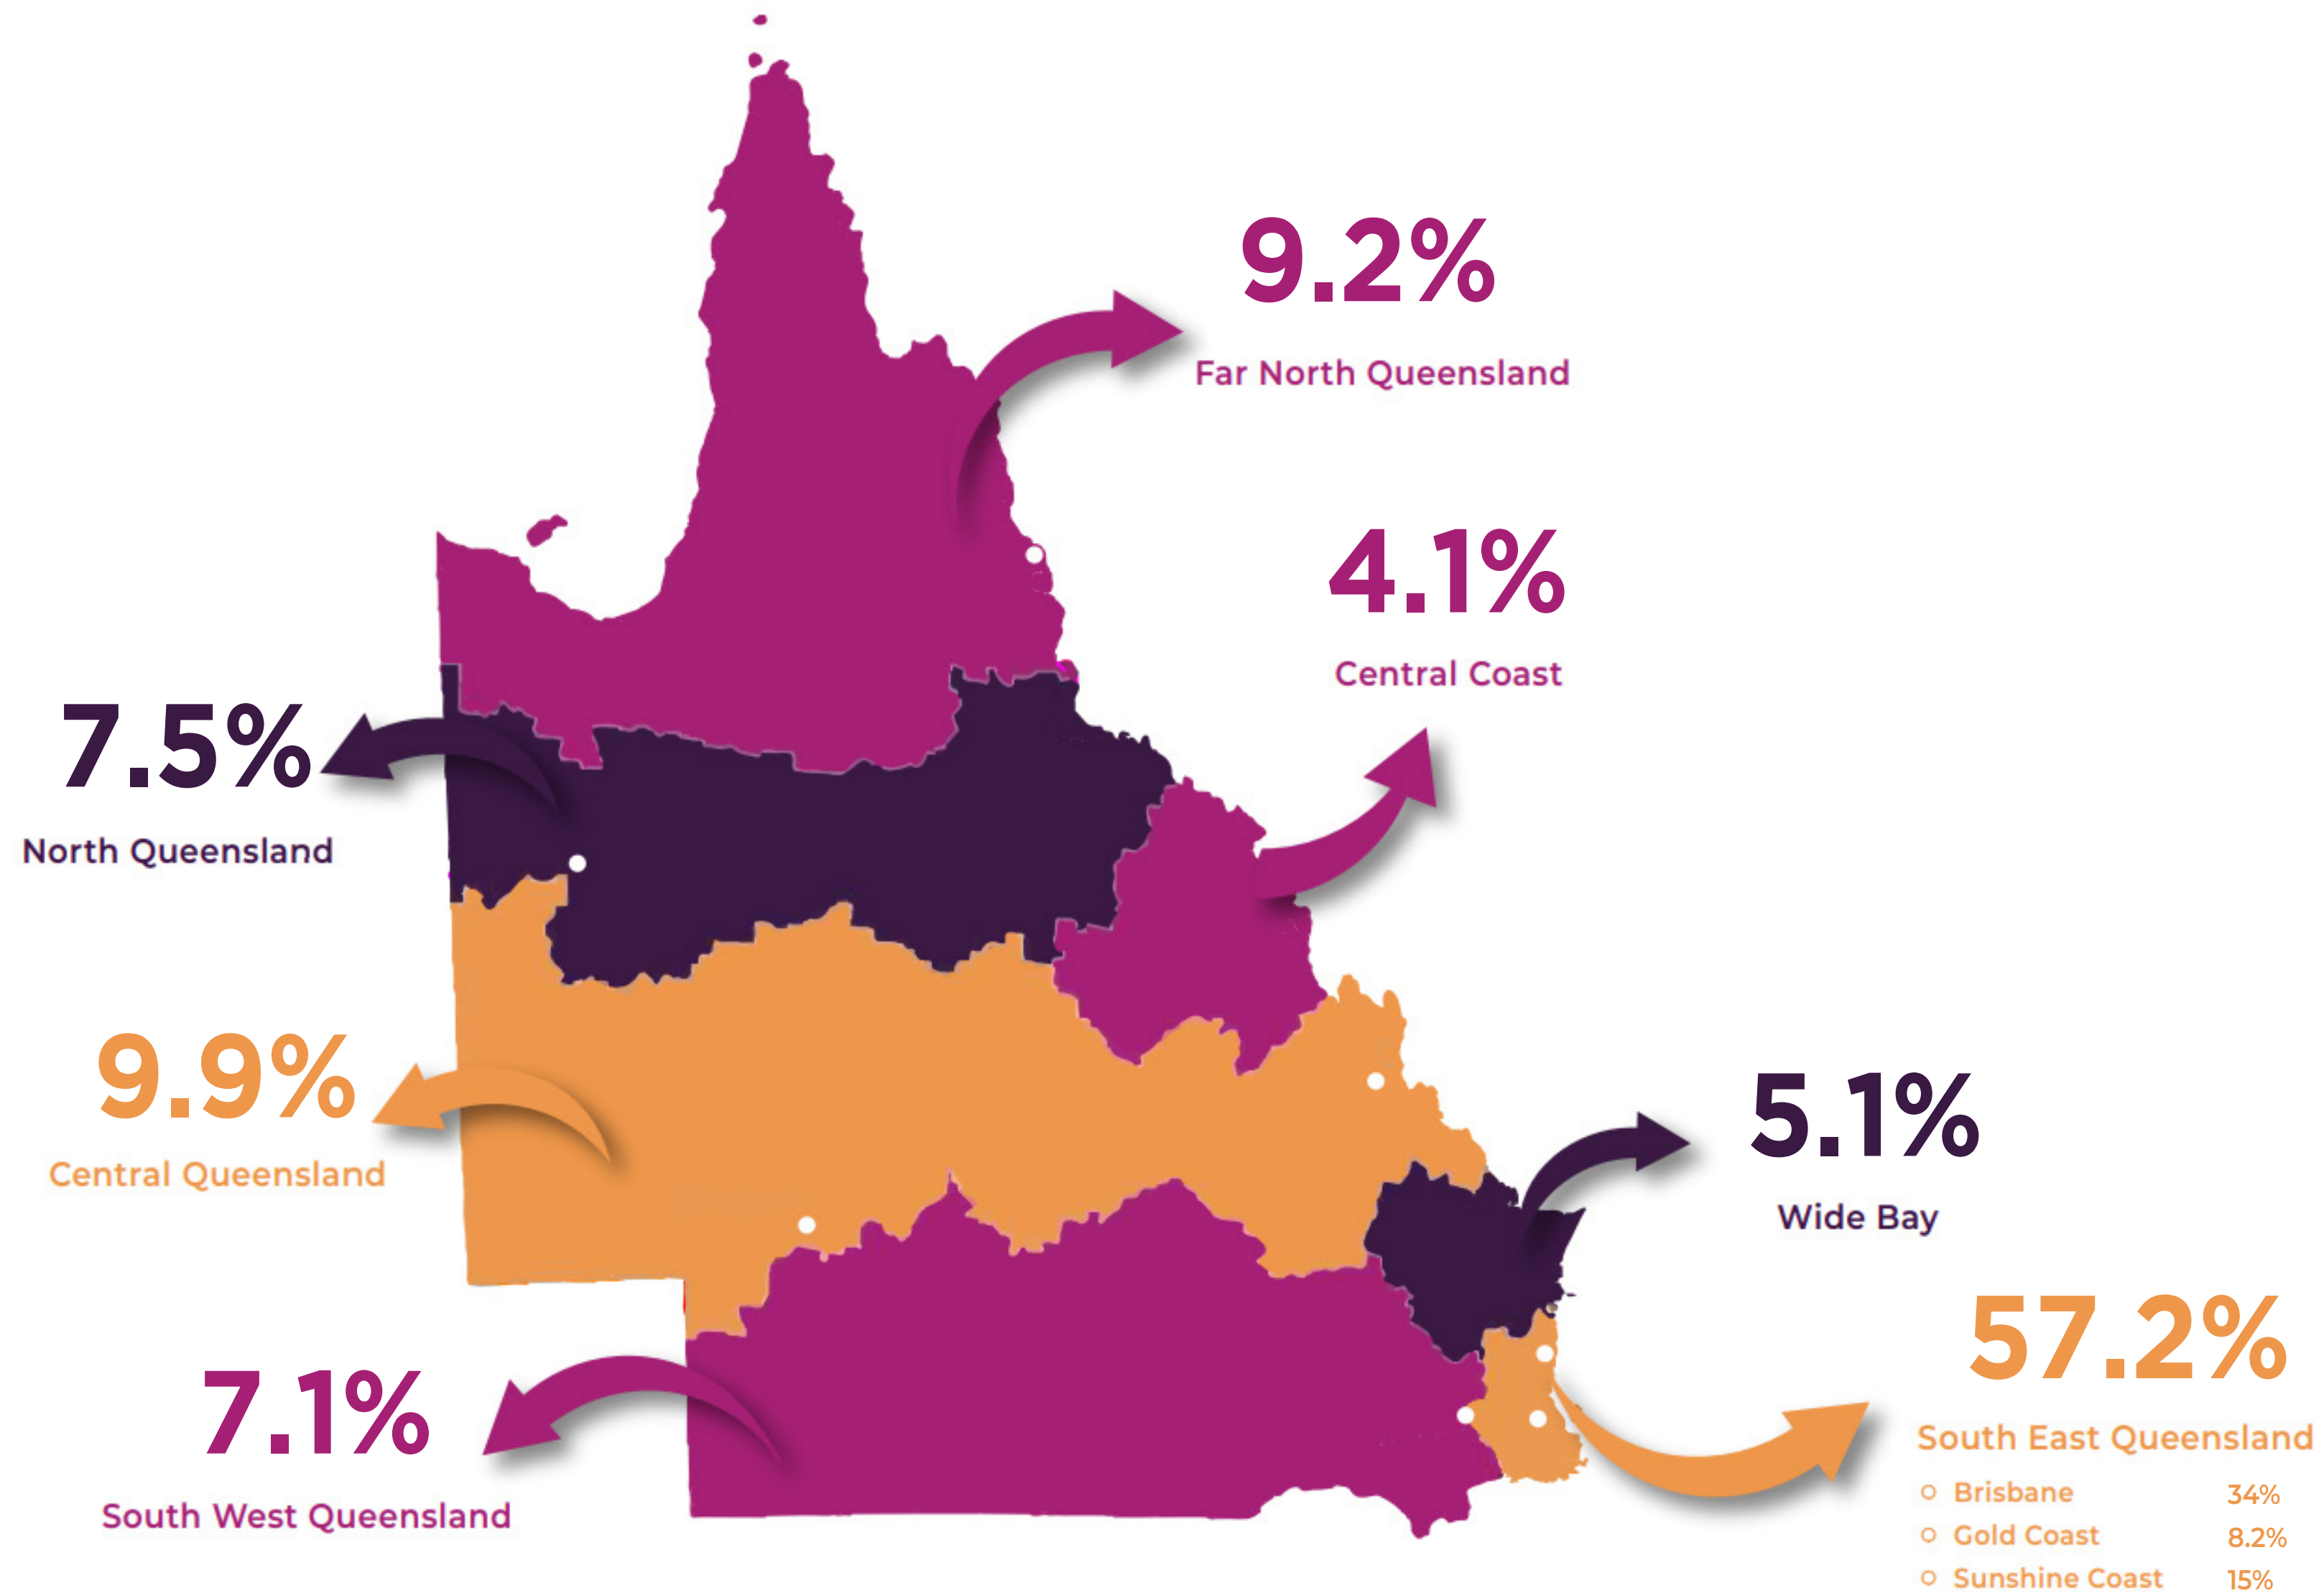 9.2%
Far North Queensland
4.1%
Central Coast
7.5%
North Queensland
9.9%
Central Queensland
5.1%
Wide Bay
57.2%
South East Queensland
Brisbane 34%
Gold Coast 8.2%
Sunshine Coast 15%
7.1%
South West Queensland